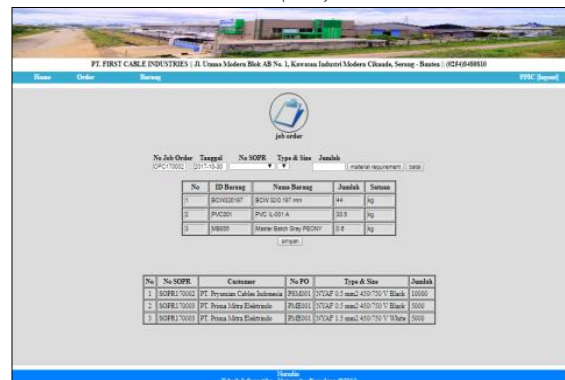 PT. FIRST CABLE INDUSTRIES | Jl. Utama Modern Blok AB No. 1, Kawasan Industri Modern Cikande, Serang - Banten | (0254)8480810
Home Order Barang PPIC [logout]
job order
No Job Order Tanggal No SOPR Type & Size Jumlah
OPC170002 2017-10-30 material requirement batal
No ID Barang Nama Barang Jumlah Satuan
1 BCW320197 BCW 32/0.197 mm 44 kg
2 PVC001 PVC IL-001 A 30.5 kg
3 MB005 Master Batch Gray PEONY 0.6 kg
simpan
No No SOPR Customer No PO Type & Size Jumlah
1 SOPR170002 PT. Prysmian Cables Indonesia PSM001 NYAF 0.5 mm2 450/750 V Black 10000
2 SOPR170003 PT. Prima Mitra Elektrindo PME001 NYAF 0.5 mm2 450/750 V Black 5000
3 SOPR170003 PT. Prima Mitra Elektrindo PME001 NYAF 1.5 mm2 450/750 V White 5000
Nurudin